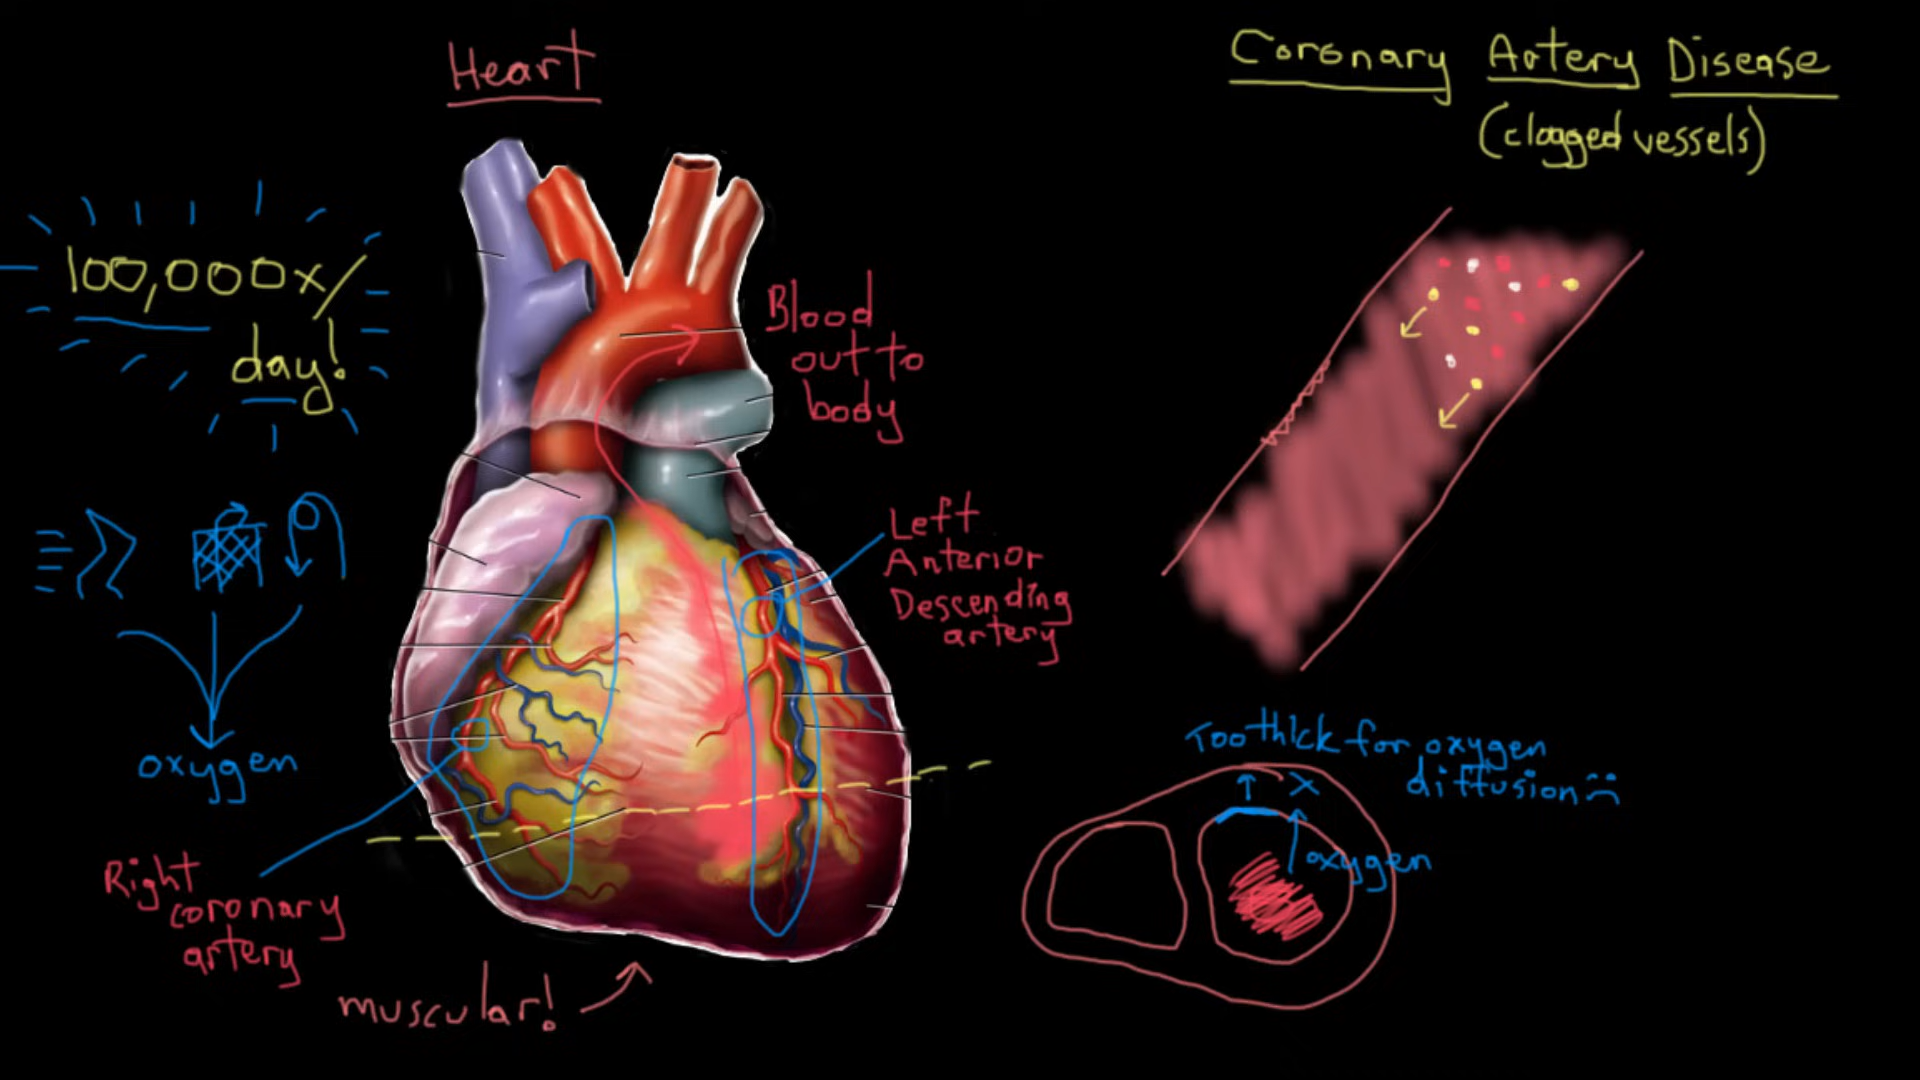 Heart
Coronary Artery Disease
(clogged vessels)
100,000x/
day!
Blood
out to
body
Left
Anterior
Descending
artery
oxygen
Right
coronary
artery
muscular!
Too thick for oxygen
diffusion :(
oxygen